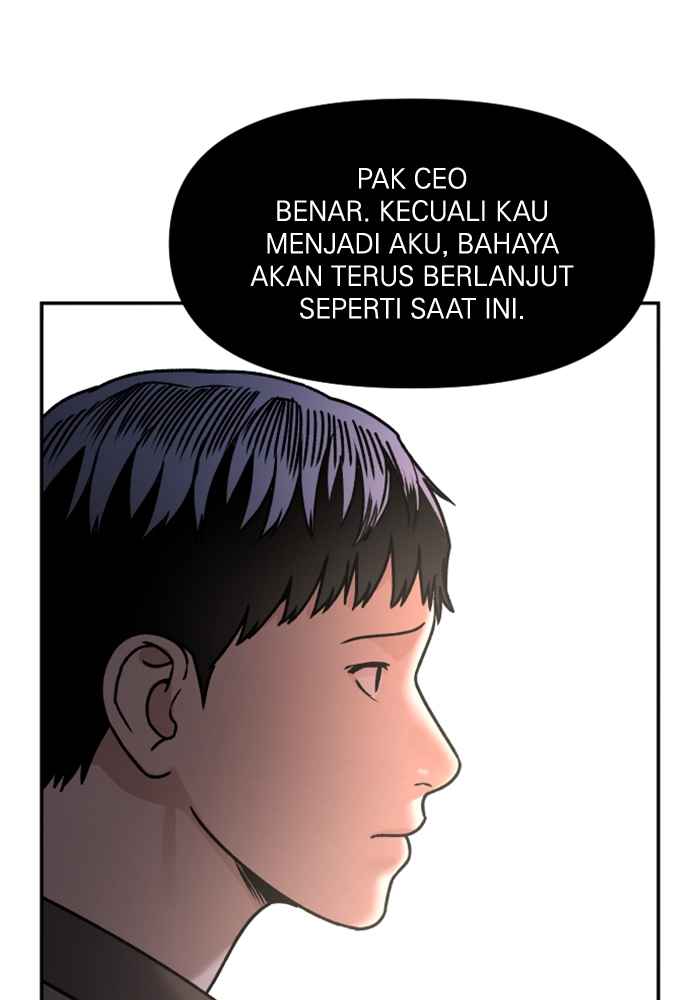 PAK CEO
BENAR. KECUALI KAU
MENJADI AKU, BAHAYA
AKAN TERUS BERLANJUT
SEPERTI SAAT INI.